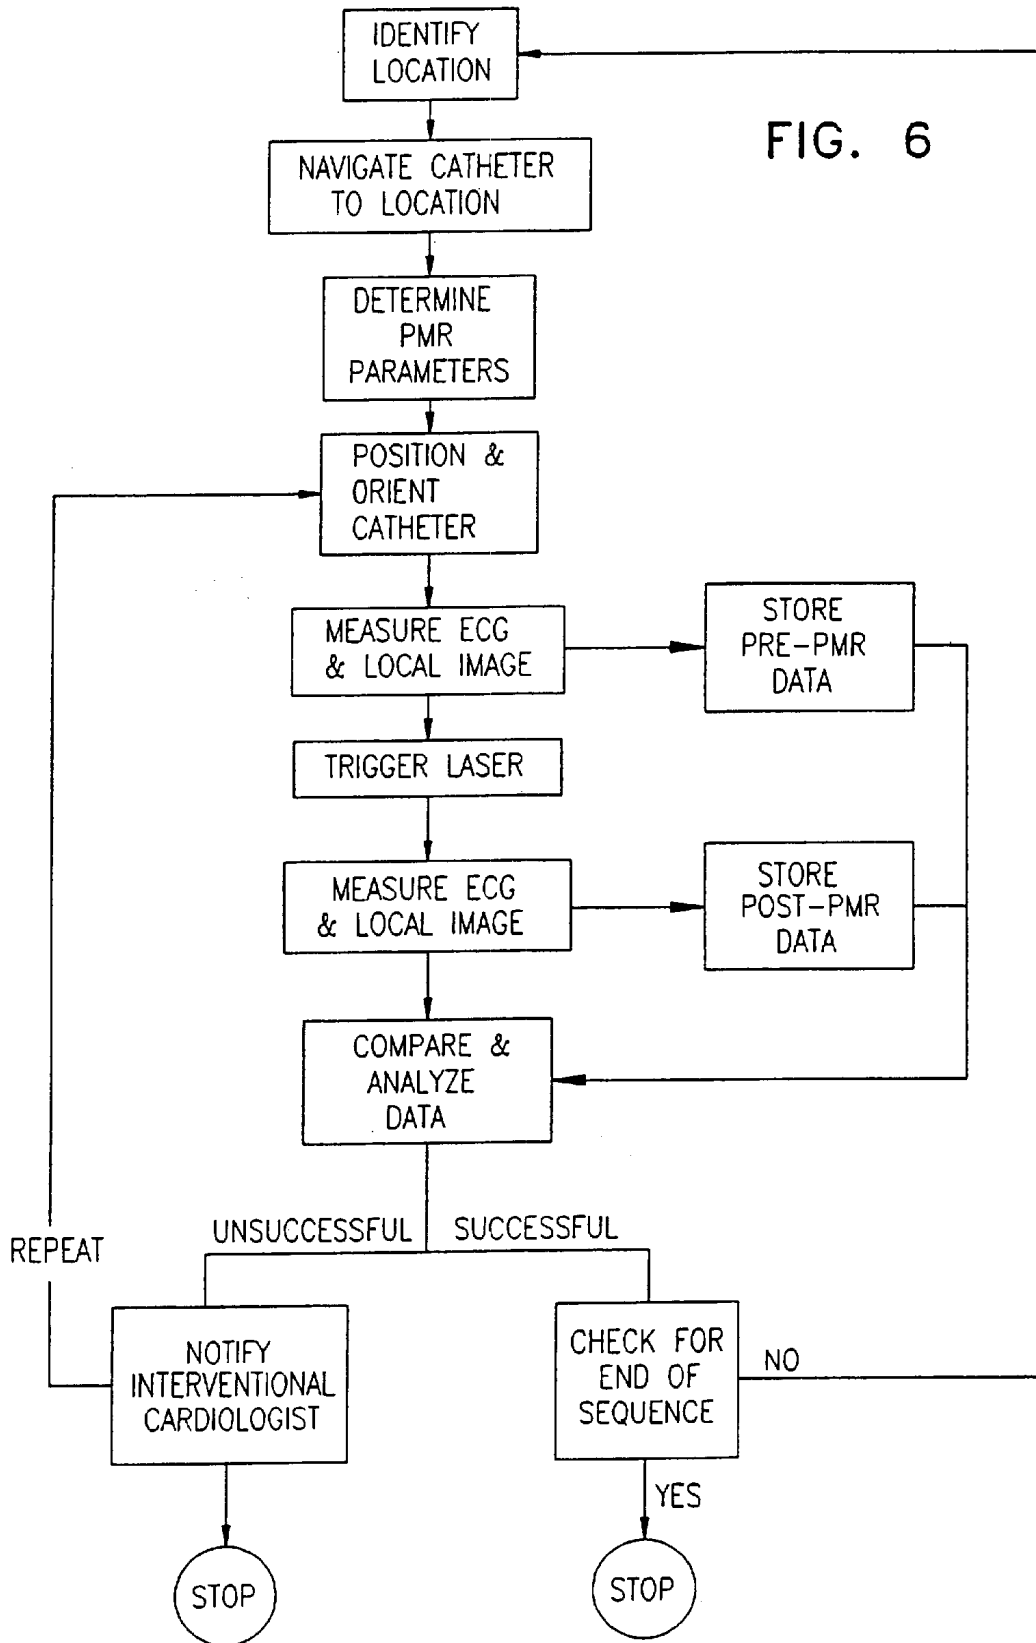 IDENTIFY
LOCATION
FIG. 6
NAVIGATE CATHETER
TO LOCATION
DETERMINE
PMR
PARAMETERS
POSITION &
ORIENT
CATHETER
MEASURE ECG
& LOCAL IMAGE
STORE
PRE-PMR
DATA
TRIGGER LASER
MEASURE ECG
& LOCAL IMAGE
STORE
POST-PMR
DATA
COMPARE &
ANALYZE
DATA
UNSUCCESSFUL
SUCCESSFUL
REPEAT
NOTIFY
INTERVENTIONAL
CARDIOLOGIST
CHECK FOR
END OF
SEQUENCE
NO
YES
STOP
STOP